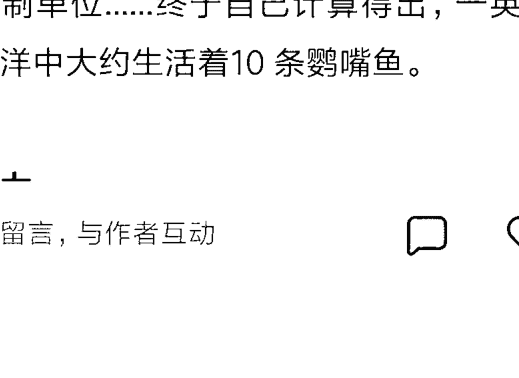 制单位……终于自己计算得出，一英
洋中大约生活着10 条鹦嘴鱼。
留言，与作者互动